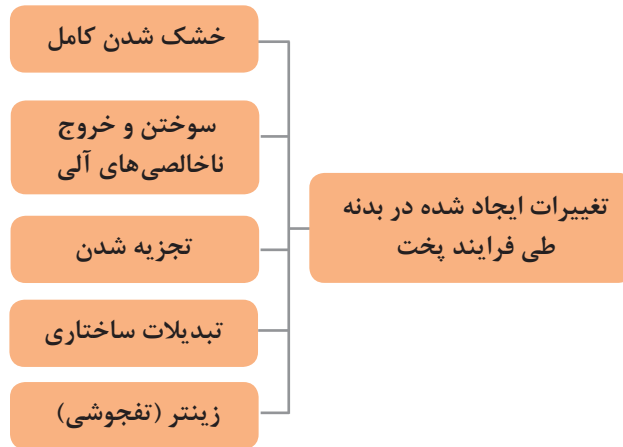 تغییرات ایجاد شده در بدنه
طی فرایند پخت
خشک شدن کامل
سوختن و خروج
ناخالصی‌های آلی
تجزیه شدن
تبدیلات ساختاری
زینتر (تفجوشی)